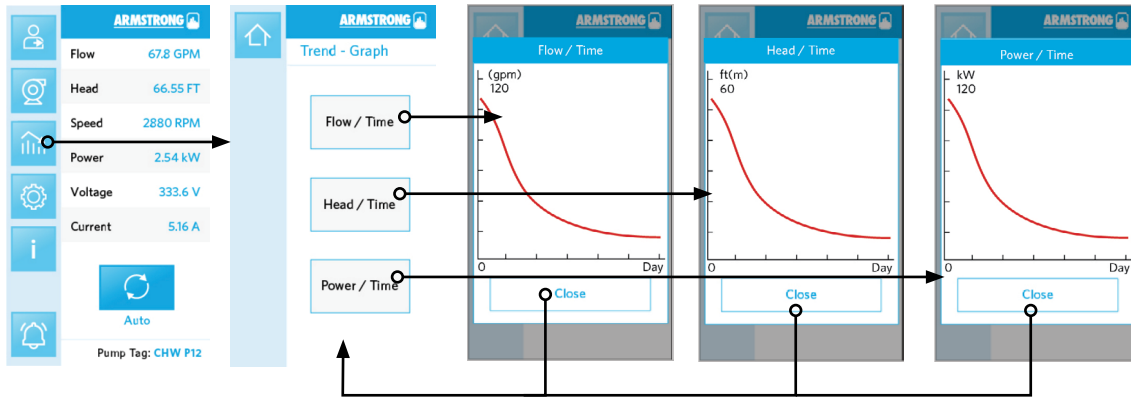 ARMSTRONG
Flow 67.8 GPM
Head 66.55 FT
Speed 2880 RPM
Power 2.54 kW
Voltage 333.6 V
Current 5.16 A
i
Auto
Pump Tag: CHW P12
ARMSTRONG
Trend - Graph
Flow / Time
Head / Time
Power / Time
ARMSTRONG
Flow / Time
(gpm)
120
0 Day
Close
ARMSTRONG
Head / Time
ft(m)
60
0 Day
Close
ARMSTRONG
Power / Time
kW
120
0 Day
Close